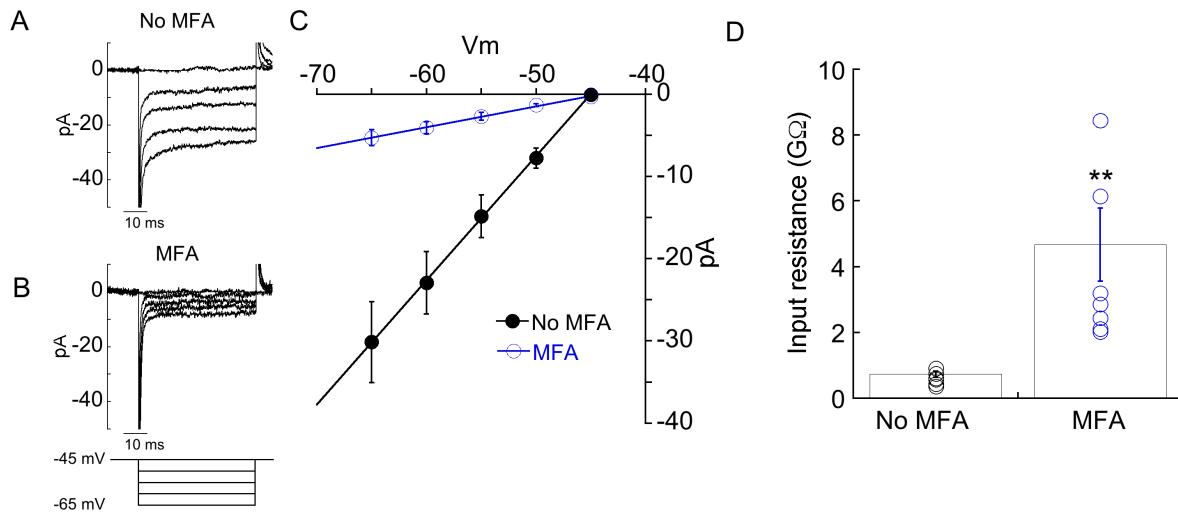 A
No MFA
0
-20
-40
pA
10 ms
B
MFA
0
-20
-40
pA
10 ms
-45 mV
-65 mV
C
Vm
-70
-60
-50
-40
0
-10
-20
-30
-40
pA
No MFA
MFA
D
10
8
6
4
2
0
Input resistance (GΩ)
**
No MFA
MFA